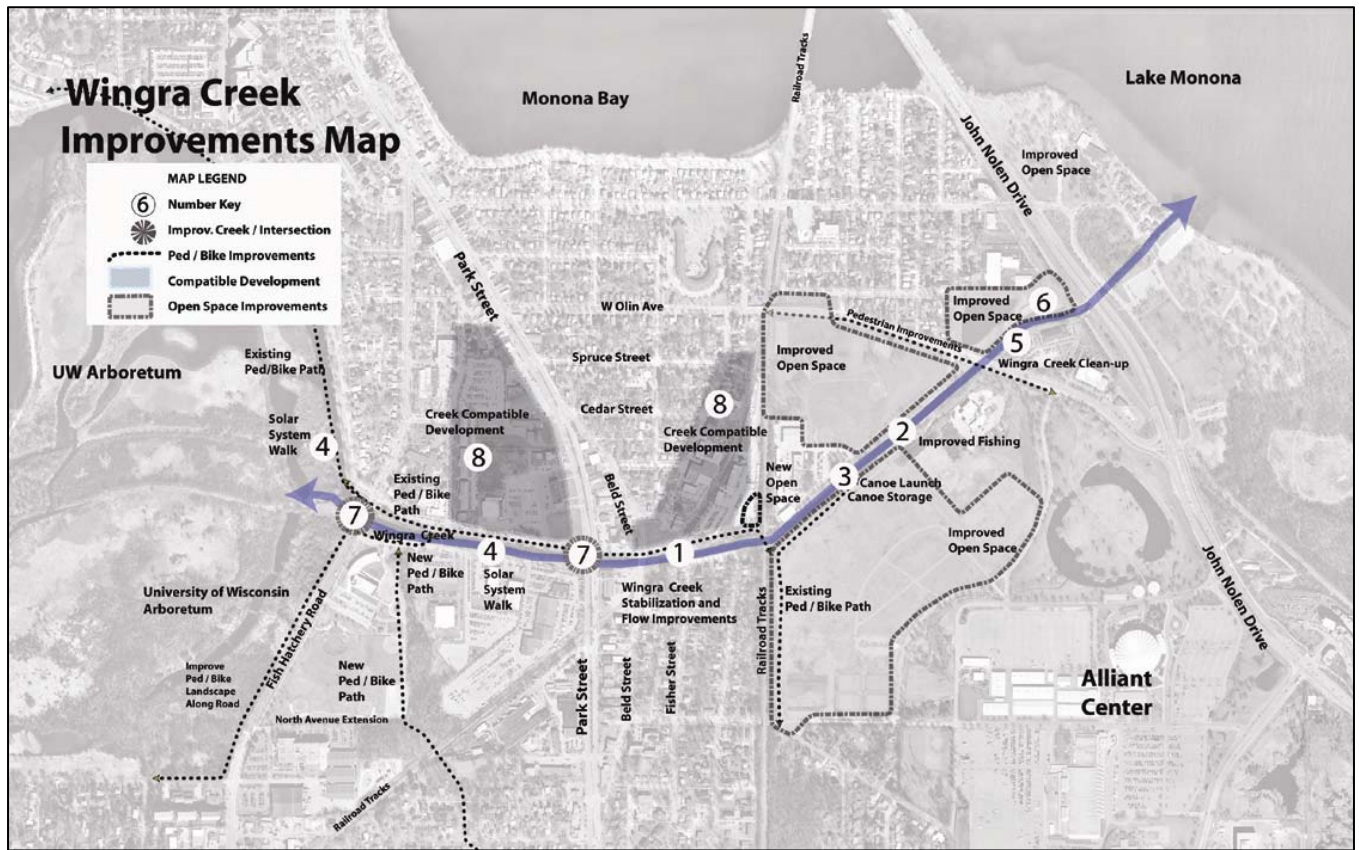 Wingra Creek
Improvements Map
MAP LEGEND
6 Number Key
Improv. Creek / Intersection
Ped / Bike Improvements
Compatible Development
Open Space Improvements
Monona Bay
Railroad Tracks
Lake Monona
John Nolen Drive
Improved
Open Space
Park Street
W Olin Ave
Improved
Open Space
6
Pedestrian Improvements
5
Wingra Creek Clean-up
Existing
Ped/Bike Path
UW Arboretum
Spruce Street
Improved
Open Space
Cedar Street
8
Creek Compatible
Development
Creek Compatible
Development
8
Solar
System
Walk
4
2
Improved Fishing
3
Canoe Launch
Canoe Storage
New
Open
Space
Existing
Ped / Bike
Path
Beld Street
7
Wingra Creek
4
Solar
System
Walk
7
1
Wingra Creek
Stabilization and
Flow Improvements
New
Ped / Bike
Path
Improved
Open Space
John Nolen Drive
University of Wisconsin
Arboretum
Fish Hatchery Road
Existing
Ped / Bike Path
Railroad Tracks
Improve
Ped / Bike
Landscape
Along Road
New
Ped / Bike
Path
Park Street
Beld Street
Fisher Street
Alliant
Center
North Avenue Extension
Railroad Tracks